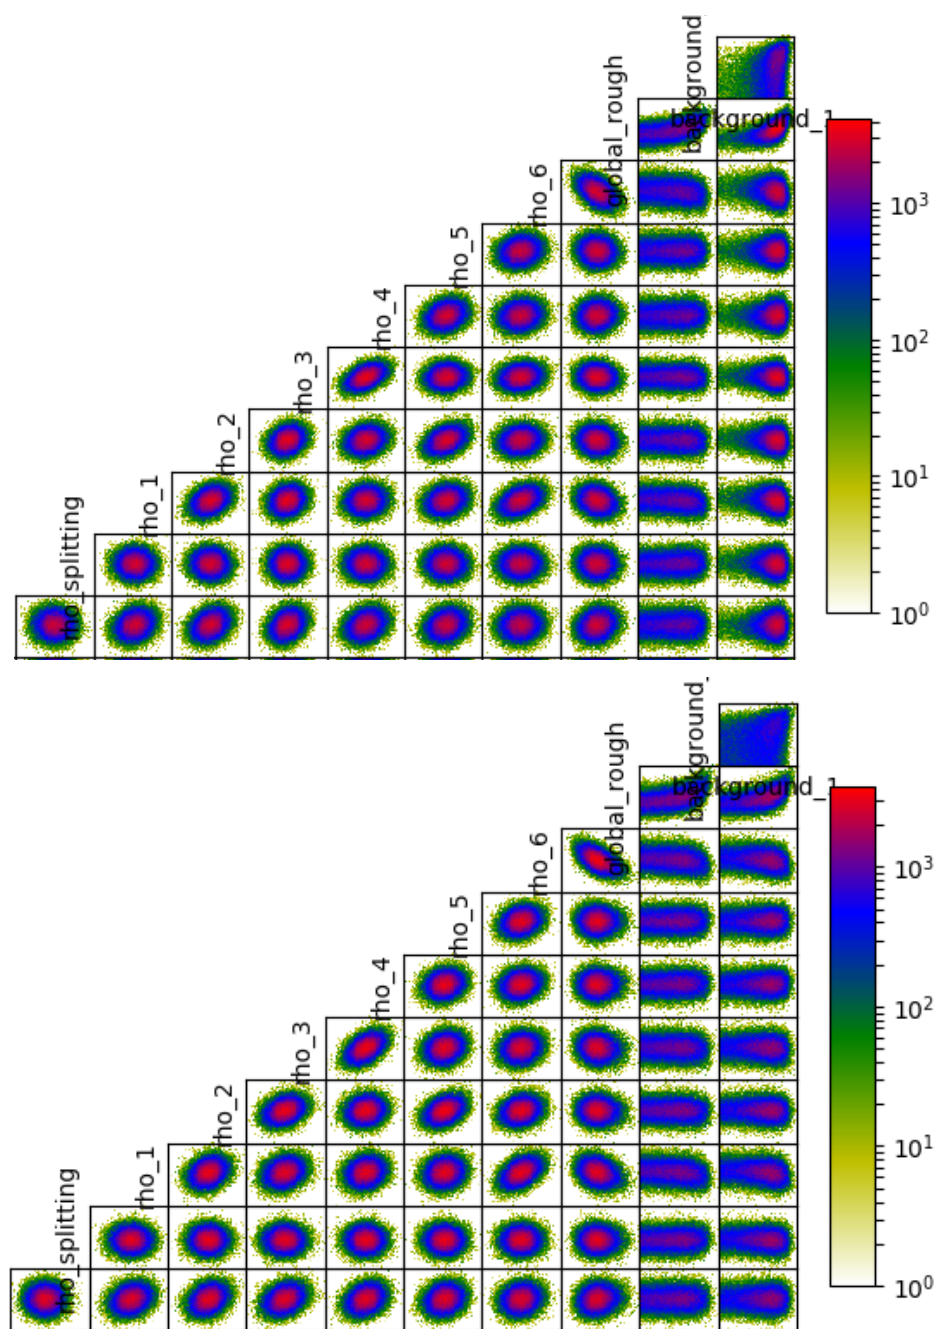 background
background_1
global_rough
rho_6
rho_5
rho_4
rho_3
rho_2
rho_1
rho_splitting
10³
10²
10¹
10⁰
background_
background_1
global_rough
rho_6
rho_5
rho_4
rho_3
rho_2
rho_1
rho_splitting
10³
10²
10¹
10⁰